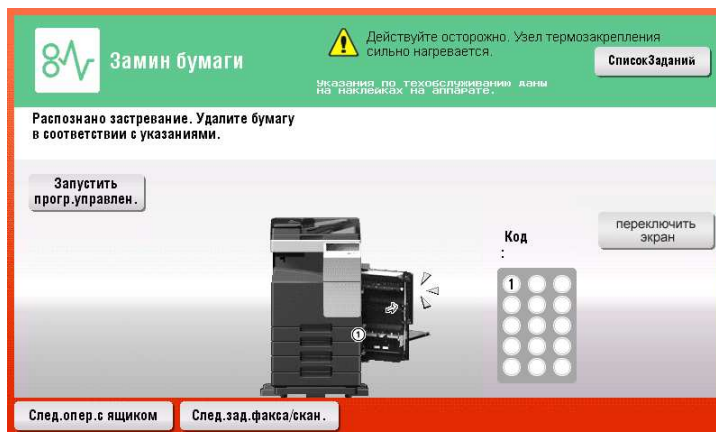 Замин бумаги
Действуйте осторожно. Узел термозакрепления
сильно нагревается.
Указания по техобслуживанию даны
на наклейках на аппарате.
СписокЗаданий
Распознано застревание. Удалите бумагу
в соответствии с указаниями.
Запустить
прогр.управлен.
Код
:
переключить
экран
1
1
След.опер.с ящиком
След.зад.факса/скан.